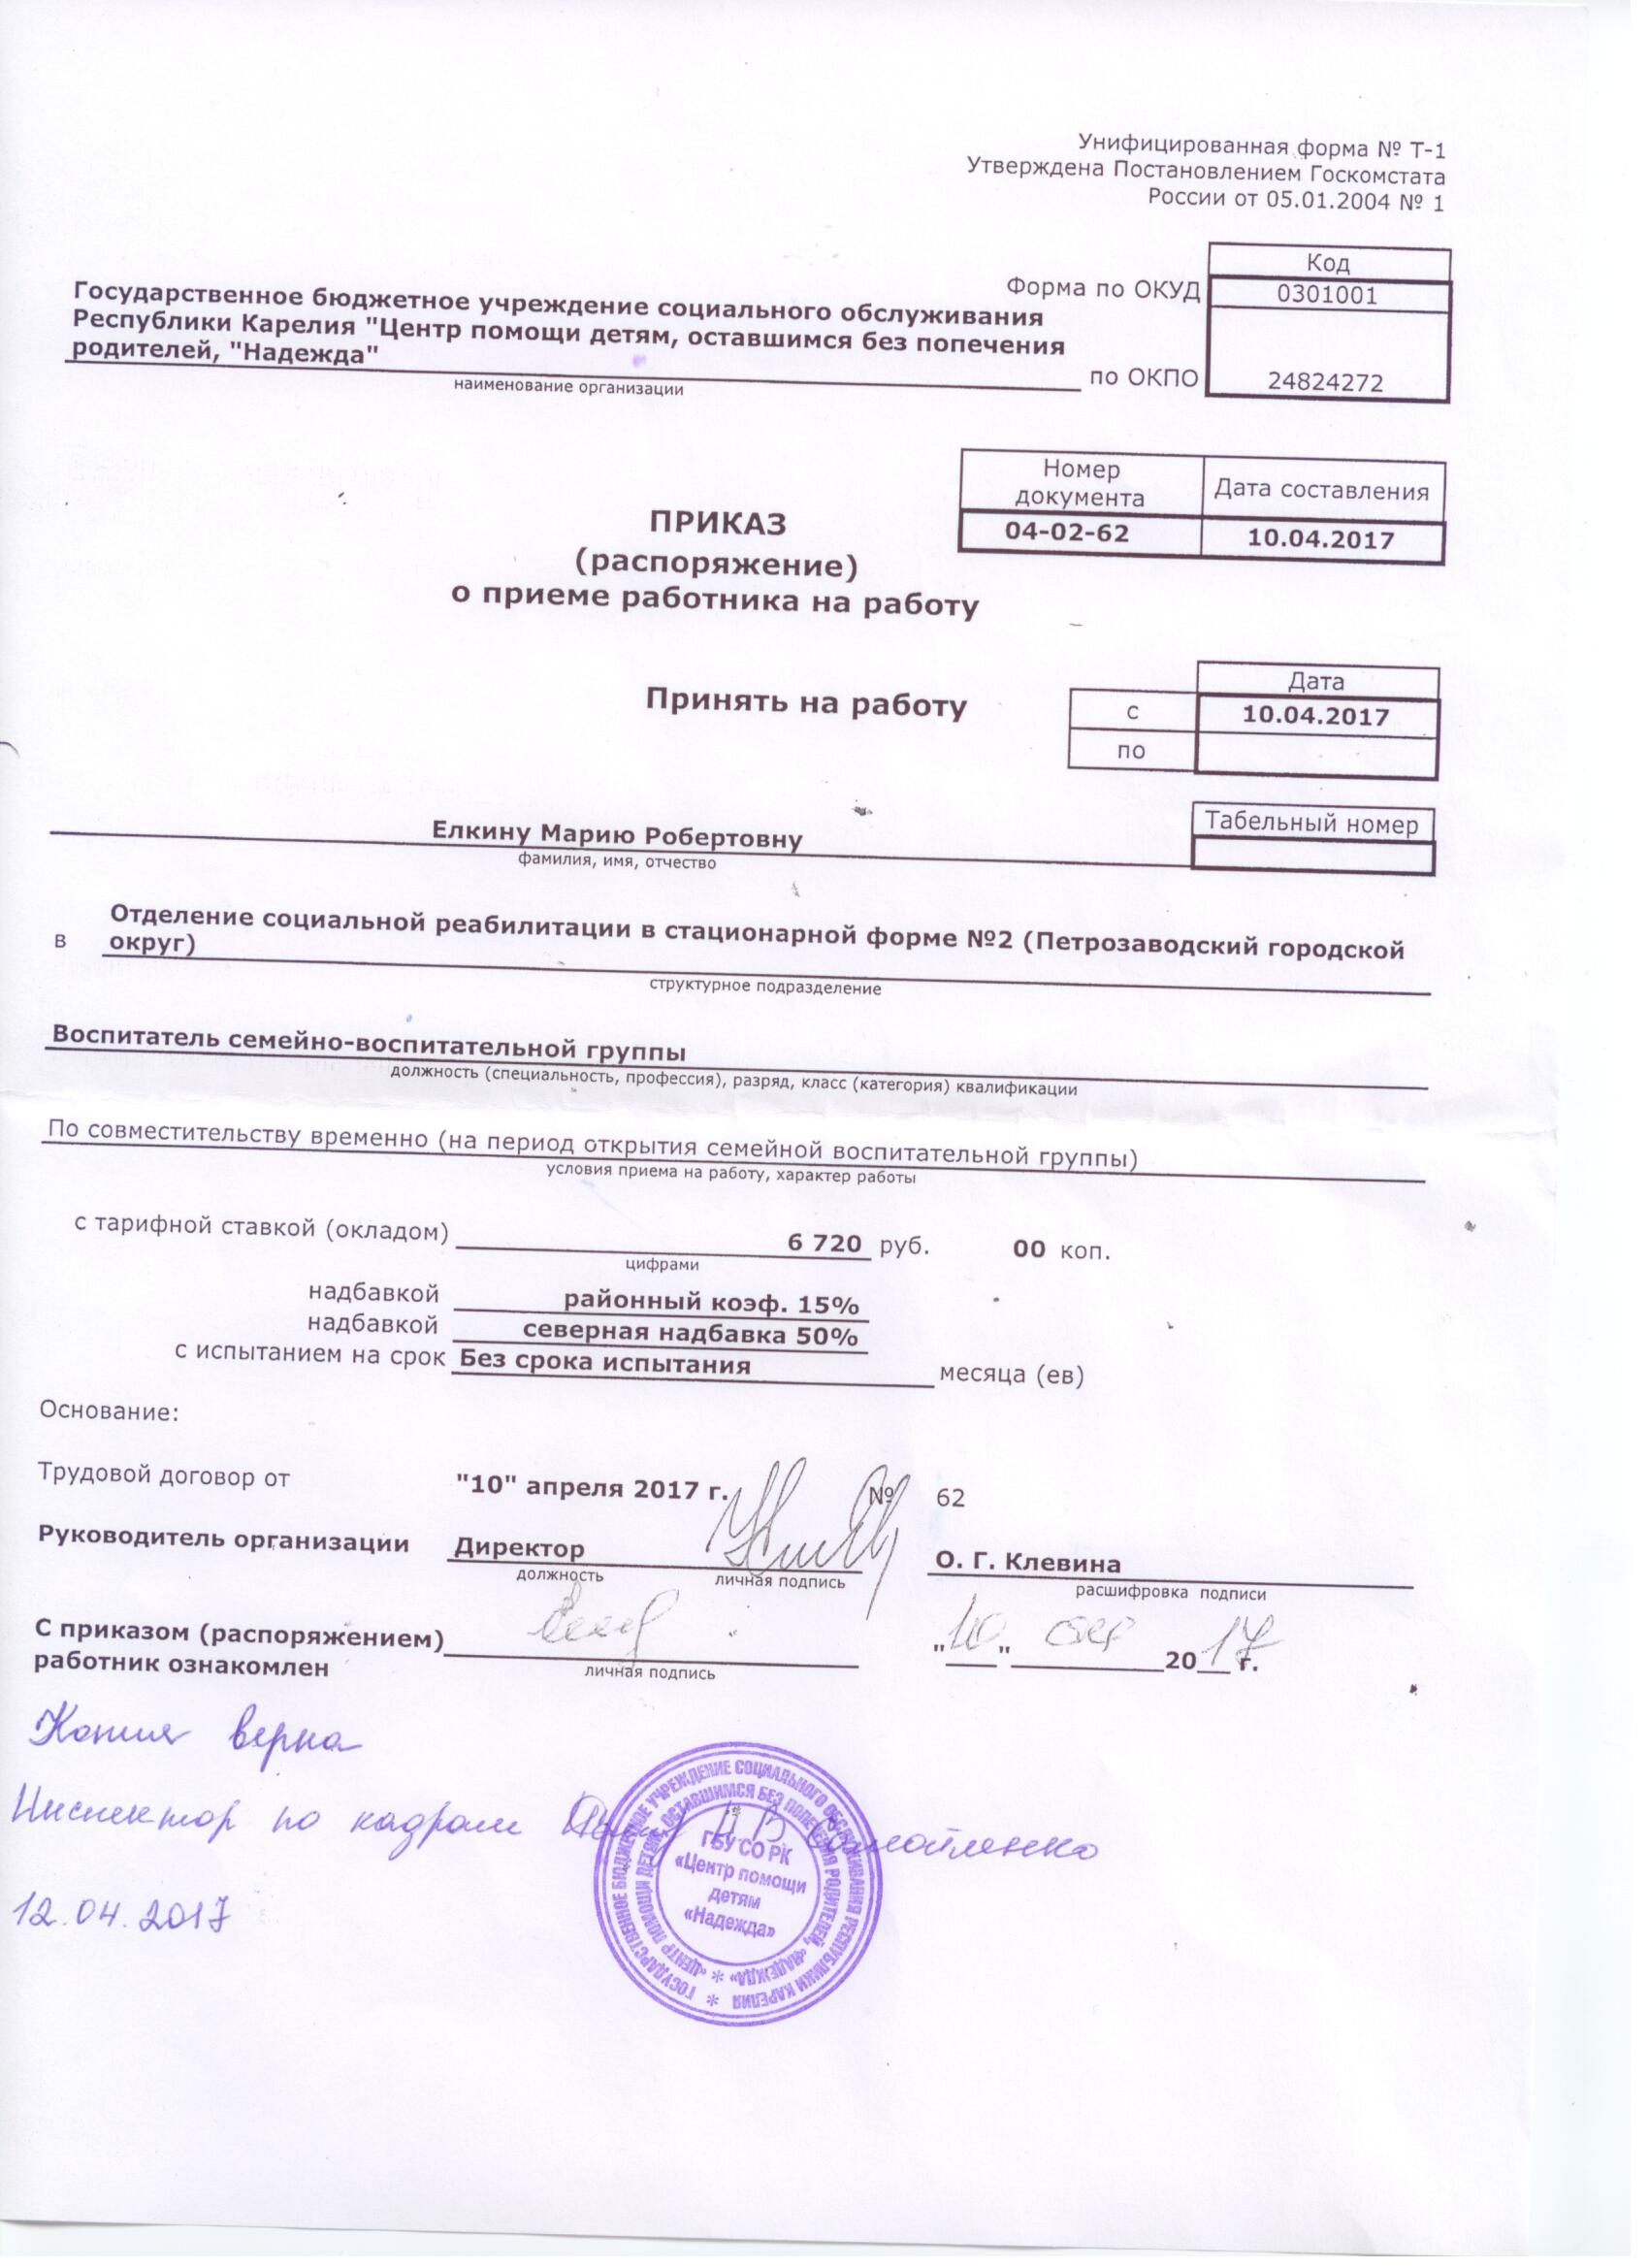 Унифицированная форма № Т-1
Утверждена Постановлением Госкомстата
России от 05.01.2004 № 1
Код
Форма по ОКУД 0301001
Государственное бюджетное учреждение социального обслуживания
Республики Карелия "Центр помощи детям, оставшимся без попечения
родителей, "Надежда"
по ОКПО 24824272
наименование организации
Номер документа Дата составления
04-02-62 10.04.2017
ПРИКАЗ
(распоряжение)
о приеме работника на работу
Дата
Принять на работу с 10.04.2017
по
Табельный номер
Елкину Марию Робертовну
фамилия, имя, отчество
Отделение социальной реабилитации в стационарной форме №2 (Петрозаводский городской
в округ)
структурное подразделение
Воспитатель семейно-воспитательной группы
должность (специальность, профессия), разряд, класс (категория) квалификации
По совместительству временно (на период открытия семейной воспитательной группы)
условия приема на работу, характер работы
с тарифной ставкой (окладом) 6 720 руб. 00 коп.
цифрами
надбавкой районный коэф. 15%
надбавкой северная надбавка 50%
с испытанием на срок Без срока испытания месяца (ев)
Основание:
Трудовой договор от "10" апреля 2017 г. № 62
Руководитель организации Директор О. Г. Клевина
должность личная подпись расшифровка подписи
С приказом (распоряжением)
работник ознакомлен "10" 04 2017 г.
личная подпись
Копия верна
Инспектор по кадрам
12.04.2017
ГОСУДАРСТВЕННОЕ БЮДЖЕТНОЕ УЧРЕЖДЕНИЕ СОЦИАЛЬНОГО ОБСЛУЖИВАНИЯ РЕСПУБЛИКИ КАРЕЛИЯ *
«ЦЕНТР ПОМОЩИ ДЕТЯМ, ОСТАВШИМСЯ БЕЗ ПОПЕЧЕНИЯ РОДИТЕЛЕЙ, «НАДЕЖДА» *
ГБУ СО РК
«Центр помощи
детям
«Надежда»